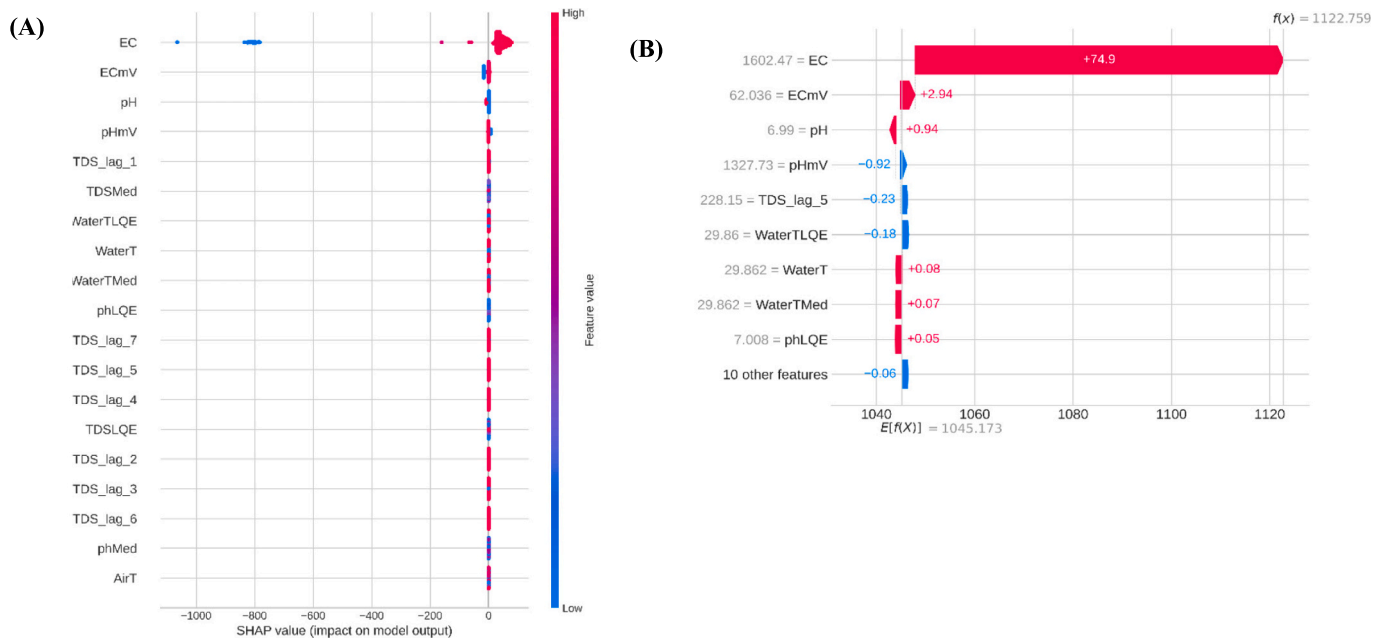 (A)
High
EC
ECmV
pH
pHmV
TDS_lag_1
TDSMed
WaterTLQE
WaterT
WaterTMed
phLQE
TDS_lag_7
TDS_lag_5
TDS_lag_4
TDSLQE
TDS_lag_2
TDS_lag_3
TDS_lag_6
phMed
AirT
Feature value
Low
−1000 −800 −600 −400 −200 0
SHAP value (impact on model output)
(B)
f(x) = 1122.759
1602.47 = EC +74.9
62.036 = ECmV +2.94
6.99 = pH +0.94
1327.73 = pHmV −0.92
228.15 = TDS_lag_5 −0.23
29.86 = WaterTLQE −0.18
29.862 = WaterT +0.08
29.862 = WaterTMed +0.07
7.008 = phLQE +0.05
10 other features −0.06
1040 1060 1080 1100 1120
E[f(X)] = 1045.173